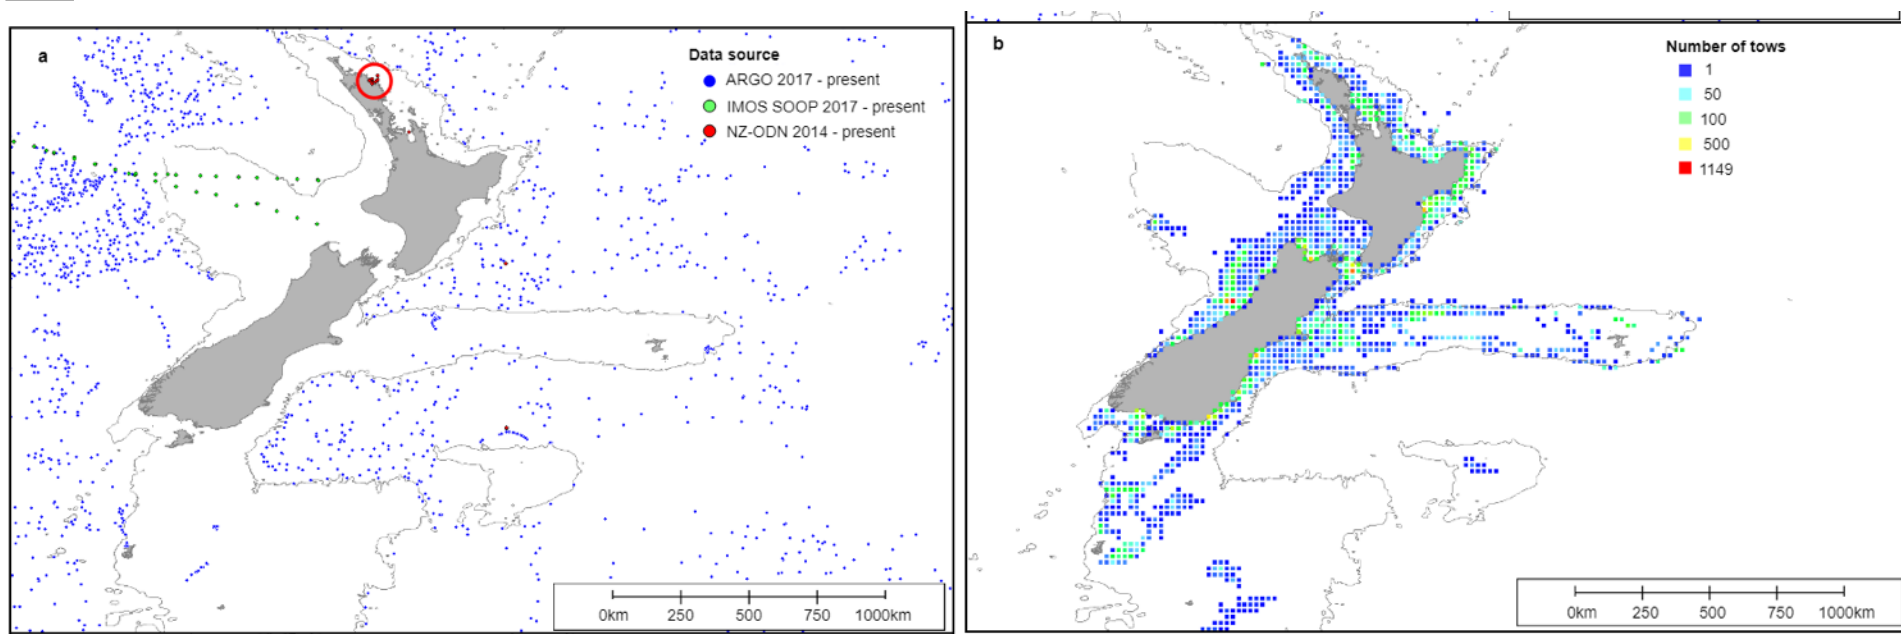 a
Data source
ARGO 2017 - present
IMOS SOOP 2017 - present
NZ-ODN 2014 - present
0km 250 500 750 1000km
b
Number of tows
1
50
100
500
1149
0km 250 500 750 1000km